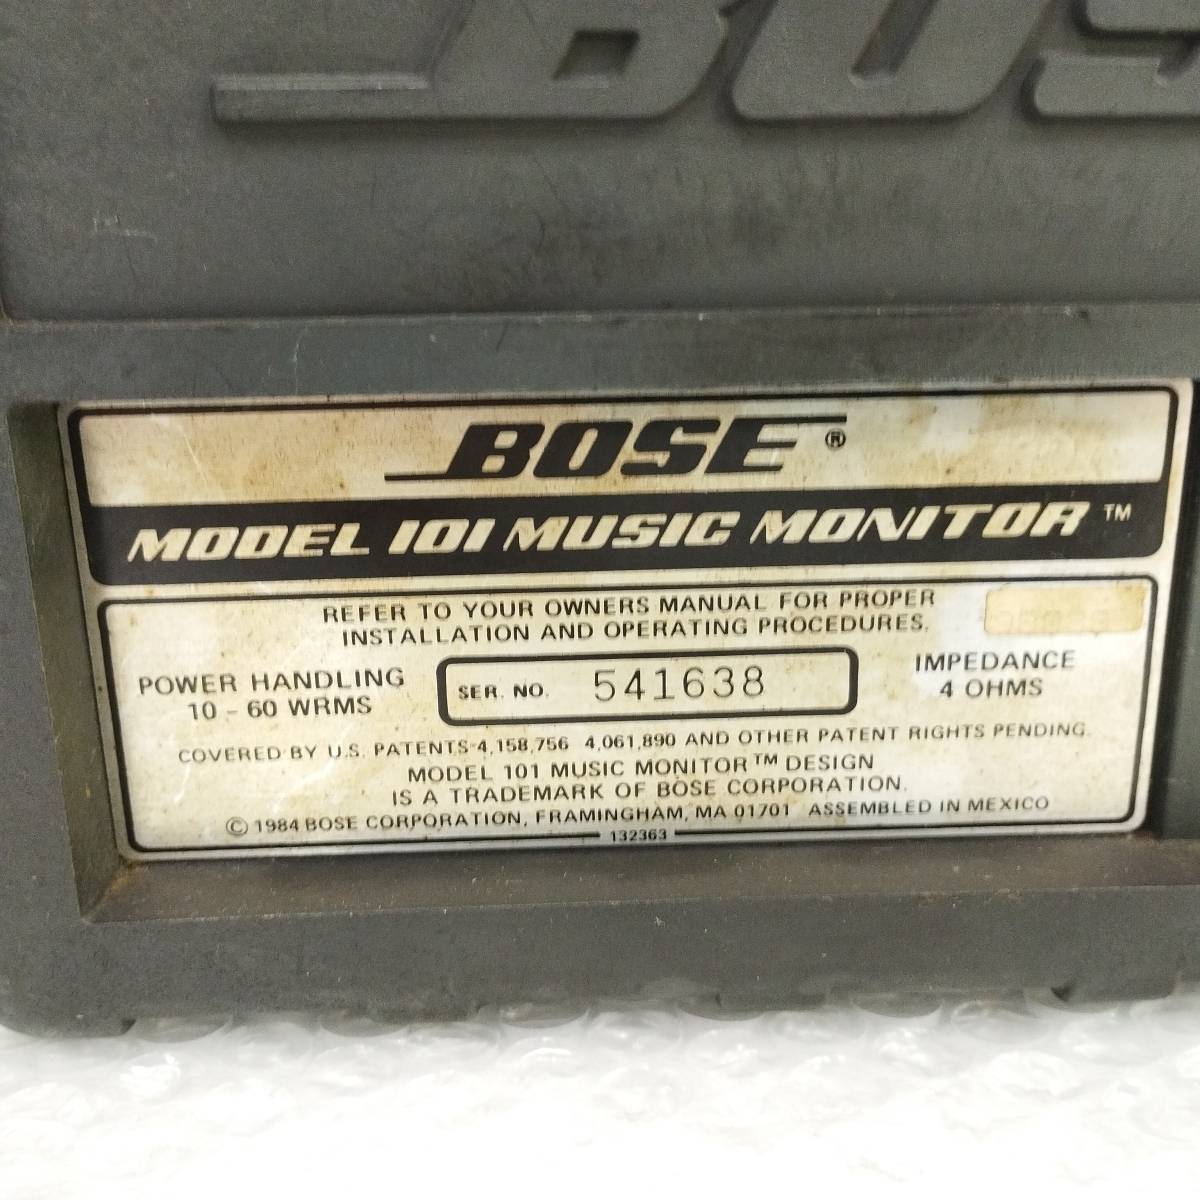 BOSE
BOSE®
MODEL 101 MUSIC MONITOR™
REFER TO YOUR OWNERS MANUAL FOR PROPER
INSTALLATION AND OPERATING PROCEDURES.
POWER HANDLING
10 - 60 WRMS
SER. NO. 541638
IMPEDANCE
4 OHMS
COVERED BY U.S. PATENTS 4,158,756 4,061,890 AND OTHER PATENT RIGHTS PENDING.
MODEL 101 MUSIC MONITOR™ DESIGN
IS A TRADEMARK OF BOSE CORPORATION.
© 1984 BOSE CORPORATION, FRAMINGHAM, MA 01701 ASSEMBLED IN MEXICO
132363